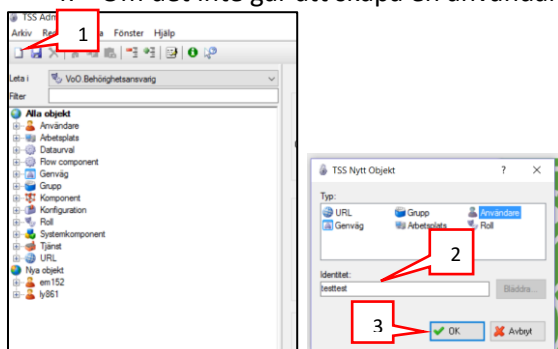 Om det inte går att skapa en användar
TSS Adm
Arkiv Re a Fönster Hjälp
1
Leta i VoO.Behörighetsansvarig
Filter
Alla objekt
Användare
Arbetsplats
Dataurval
Flow component
Genväg
Grupp
Komponent
Konfiguration
Roll
Systemkomponent
Tjänst
URL
Nya objekt
em152
ly861
TSS Nytt Objekt ? X
Typ:
URL Grupp Användare
Genväg Arbetsplats Roll
2
Identitet:
testtest Bläddra...
3
OK Avbryt